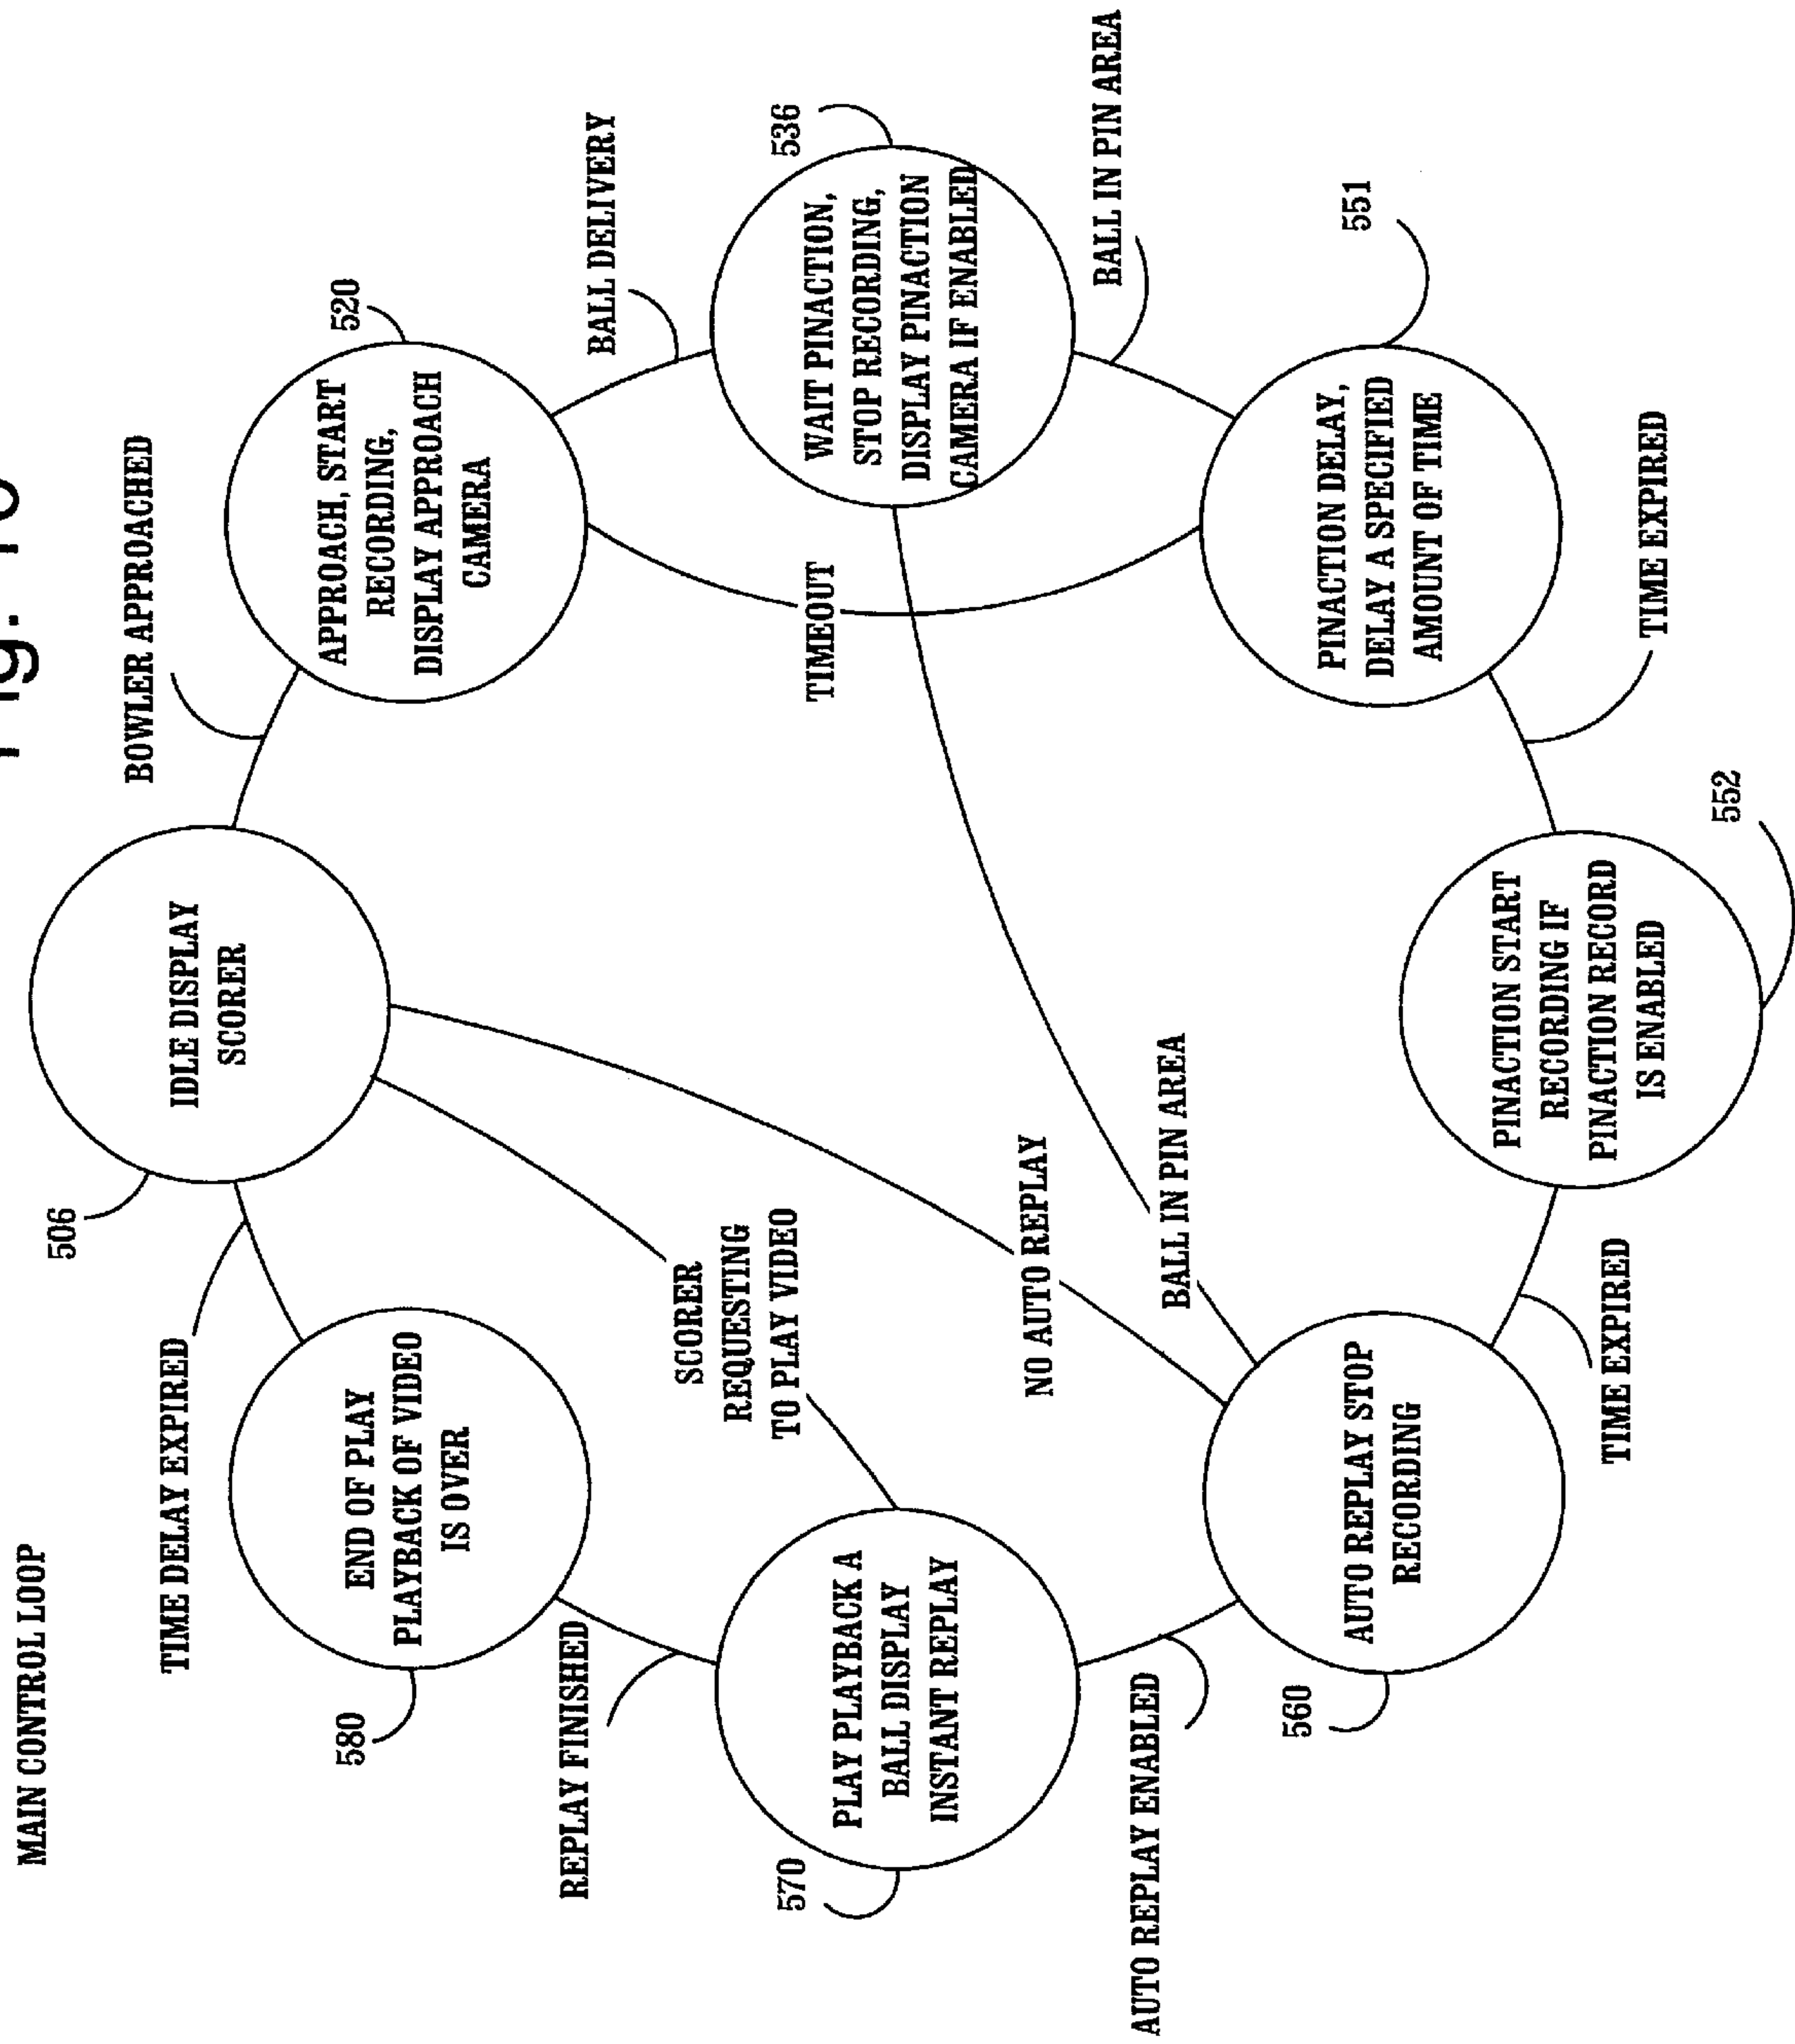 MAIN CONTROL LOOP
506
IDLE DISPLAY
SCORER
BOWLER APPROACHED
520
APPROACH, START
RECORDING,
DISPLAY APPROACH
CAMERA
BALL DELIVERY
536
WAIT PINACTION,
STOP RECORDING,
DISPLAY PINACTION
CAMERA IF ENABLED
BALL IN PIN AREA
551
PINACTION DELAY,
DELAY A SPECIFIED
AMOUNT OF TIME
TIME EXPIRED
552
PINACTION START
RECORDING IF
PINACTION RECORD
IS ENABLED
TIME EXPIRED
560
AUTO REPLAY STOP
RECORDING
AUTO REPLAY ENABLED
570
PLAY PLAYBACK A
BALL DISPLAY
INSTANT REPLAY
REPLAY FINISHED
580
END OF PLAY
PLAYBACK OF VIDEO
IS OVER
TIME DELAY EXPIRED
SCORER
REQUESTING
TO PLAY VIDEO
NO AUTO REPLAY
BALL IN PIN AREA
TIMEOUT